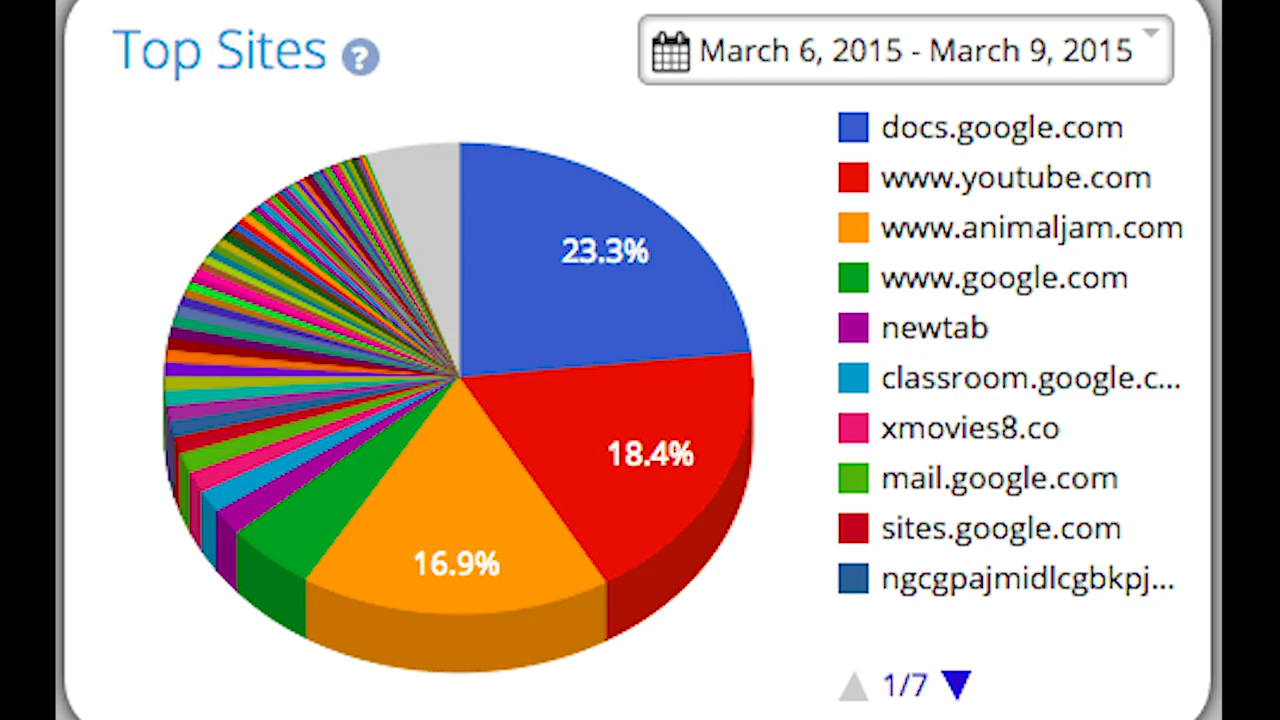 Top Sites ?
March 6, 2015 - March 9, 2015
docs.google.com
www.youtube.com
www.animaljam.com
www.google.com
newtab
classroom.google.c...
xmovies8.co
mail.google.com
sites.google.com
ngcgpajmidlcgbkpj...
1/7
23.3%
18.4%
16.9%